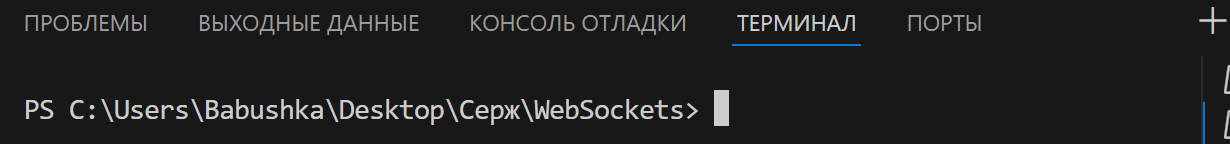 ПРОБЛЕМЫ ВЫХОДНЫЕ ДАННЫЕ КОНСОЛЬ ОТЛАДКИ ТЕРМИНАЛ ПОРТЫ
PS C:\Users\Babushka\Desktop\Серж\WebSockets>